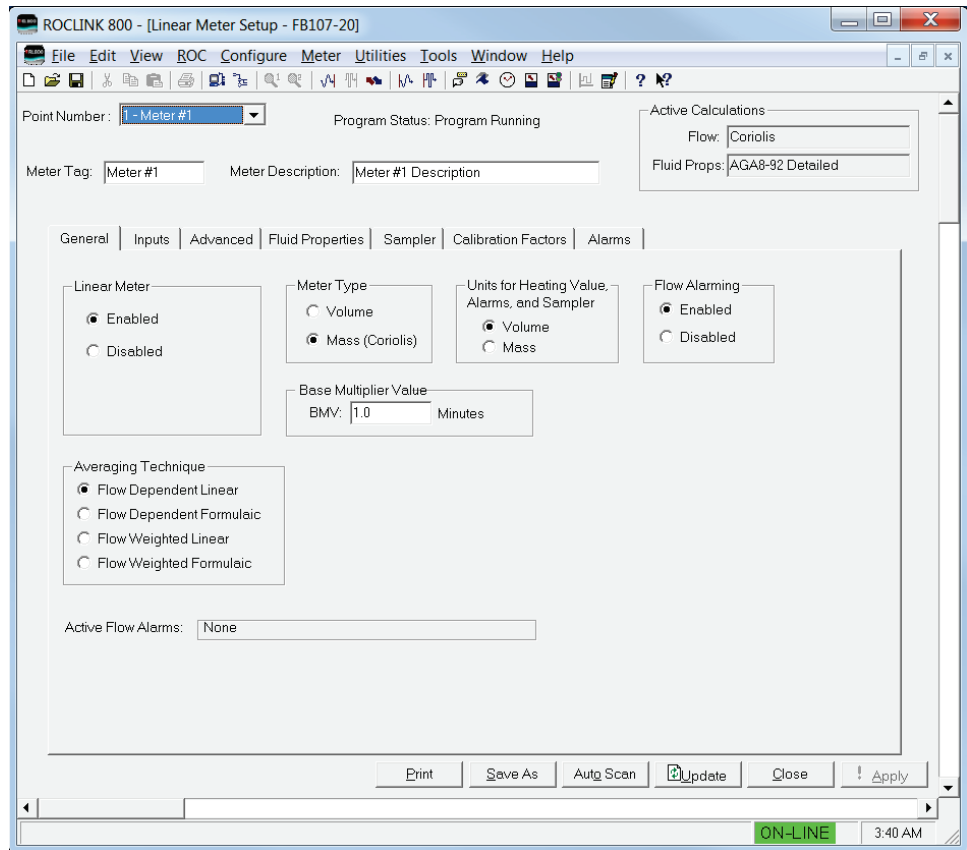 ROCLINK 800 - [Linear Meter Setup - FB107-20]
File Edit View ROC Configure Meter Utilities Tools Window Help
Point Number: 1 - Meter #1
Program Status: Program Running
Active Calculations
Flow: Coriolis
Fluid Props: AGA8-92 Detailed
Meter Tag: Meter #1 Meter Description: Meter #1 Description
General Inputs Advanced Fluid Properties Sampler Calibration Factors Alarms
Linear Meter
Enabled
Disabled
Meter Type
Volume
Mass (Coriolis)
Units for Heating Value,
Alarms, and Sampler
Volume
Mass
Flow Alarming
Enabled
Disabled
Base Multiplier Value
BMV: 1.0 Minutes
Averaging Technique
Flow Dependent Linear
Flow Dependent Formulaic
Flow Weighted Linear
Flow Weighted Formulaic
Active Flow Alarms: None
Print Save As Auto Scan Update Close ! Apply
ON-LINE 3:40 AM